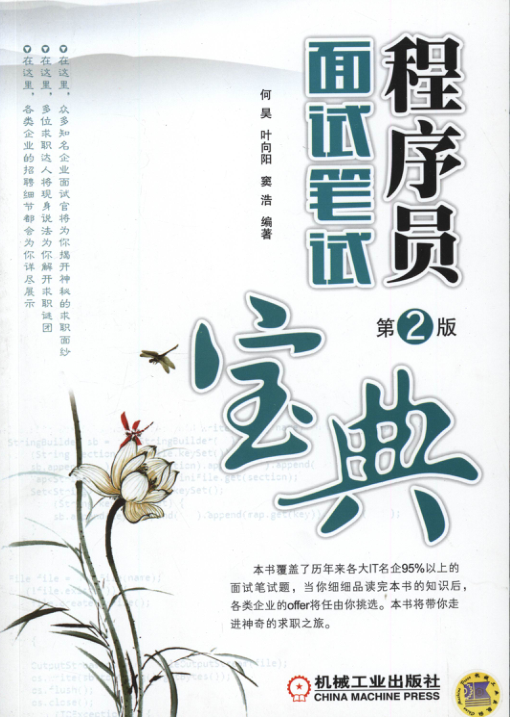 程序员
面试笔试
宝典
第2版
何昊 叶向阳 窦浩 编著
在这里，众多知名企业面试官将为你揭开神秘的求职面纱
在这里，多位求职达人将现身说法为你解开求职谜团
在这里，各类企业的招聘细节都会为你详尽展示
本书覆盖了历年来各大IT名企95%以上的
面试笔试题，当你细细品读完本书的知识后，
各类企业的offer将任由你挑选。本书将带你走
进神奇的求职之旅。
机械工业出版社
CHINA MACHINE PRESS